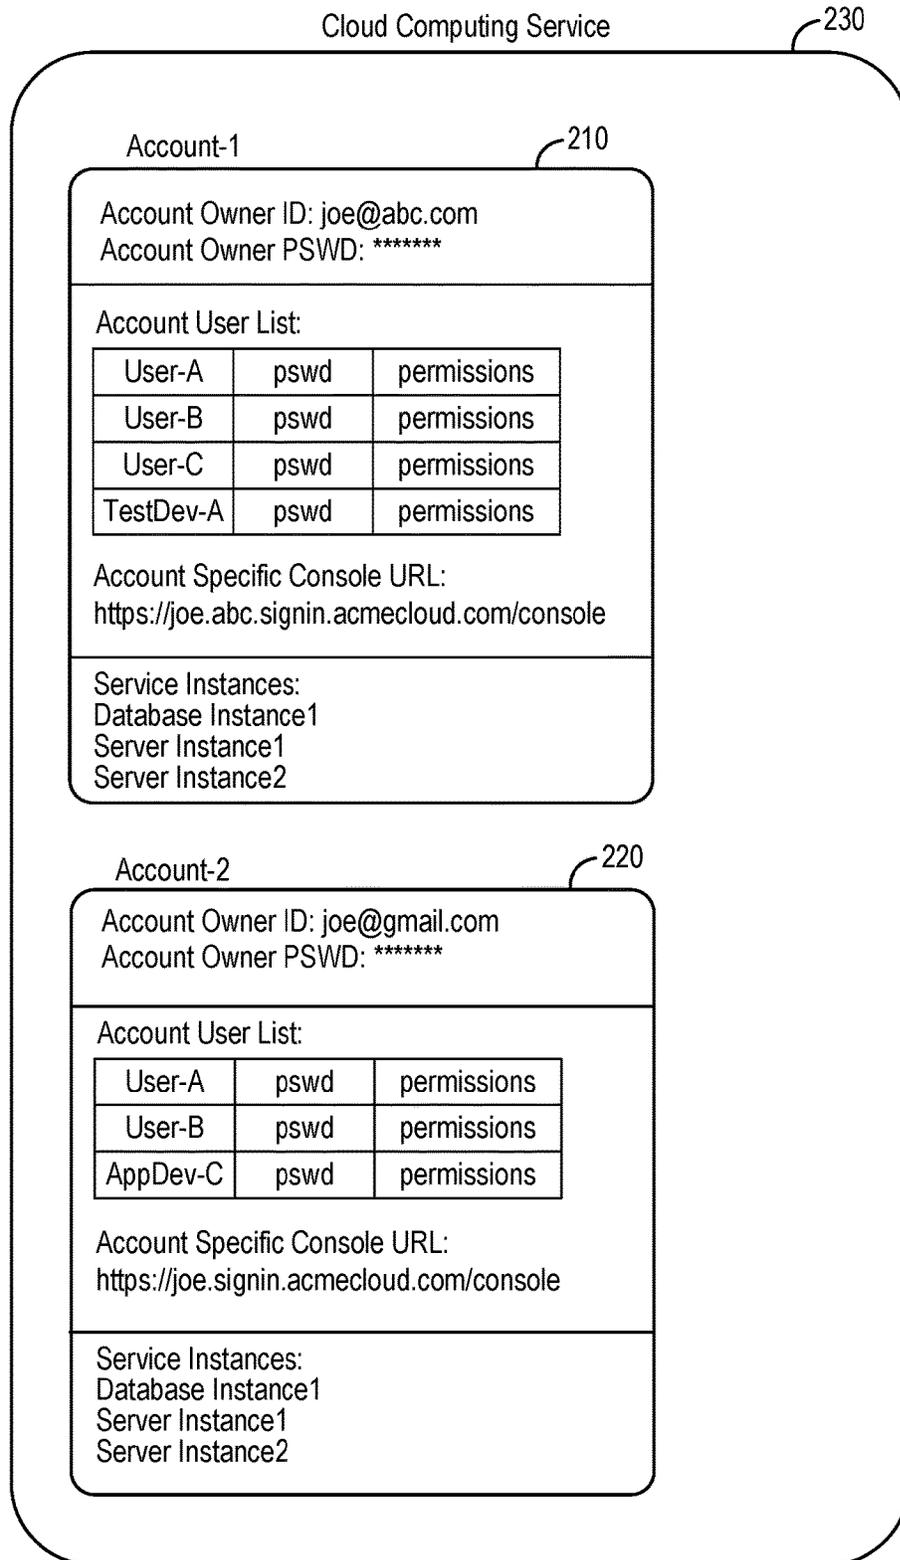 Cloud Computing Service
230
Account-1
210
Account Owner ID: joe@abc.com
Account Owner PSWD: *******
Account User List:
User-A pswd permissions
User-B pswd permissions
User-C pswd permissions
TestDev-A pswd permissions
Account Specific Console URL:
https://joe.abc.signin.acmecloud.com/console
Service Instances:
Database Instance1
Server Instance1
Server Instance2
Account-2
220
Account Owner ID: joe@gmail.com
Account Owner PSWD: *******
Account User List:
User-A pswd permissions
User-B pswd permissions
AppDev-C pswd permissions
Account Specific Console URL:
https://joe.signin.acmecloud.com/console
Service Instances:
Database Instance1
Server Instance1
Server Instance2